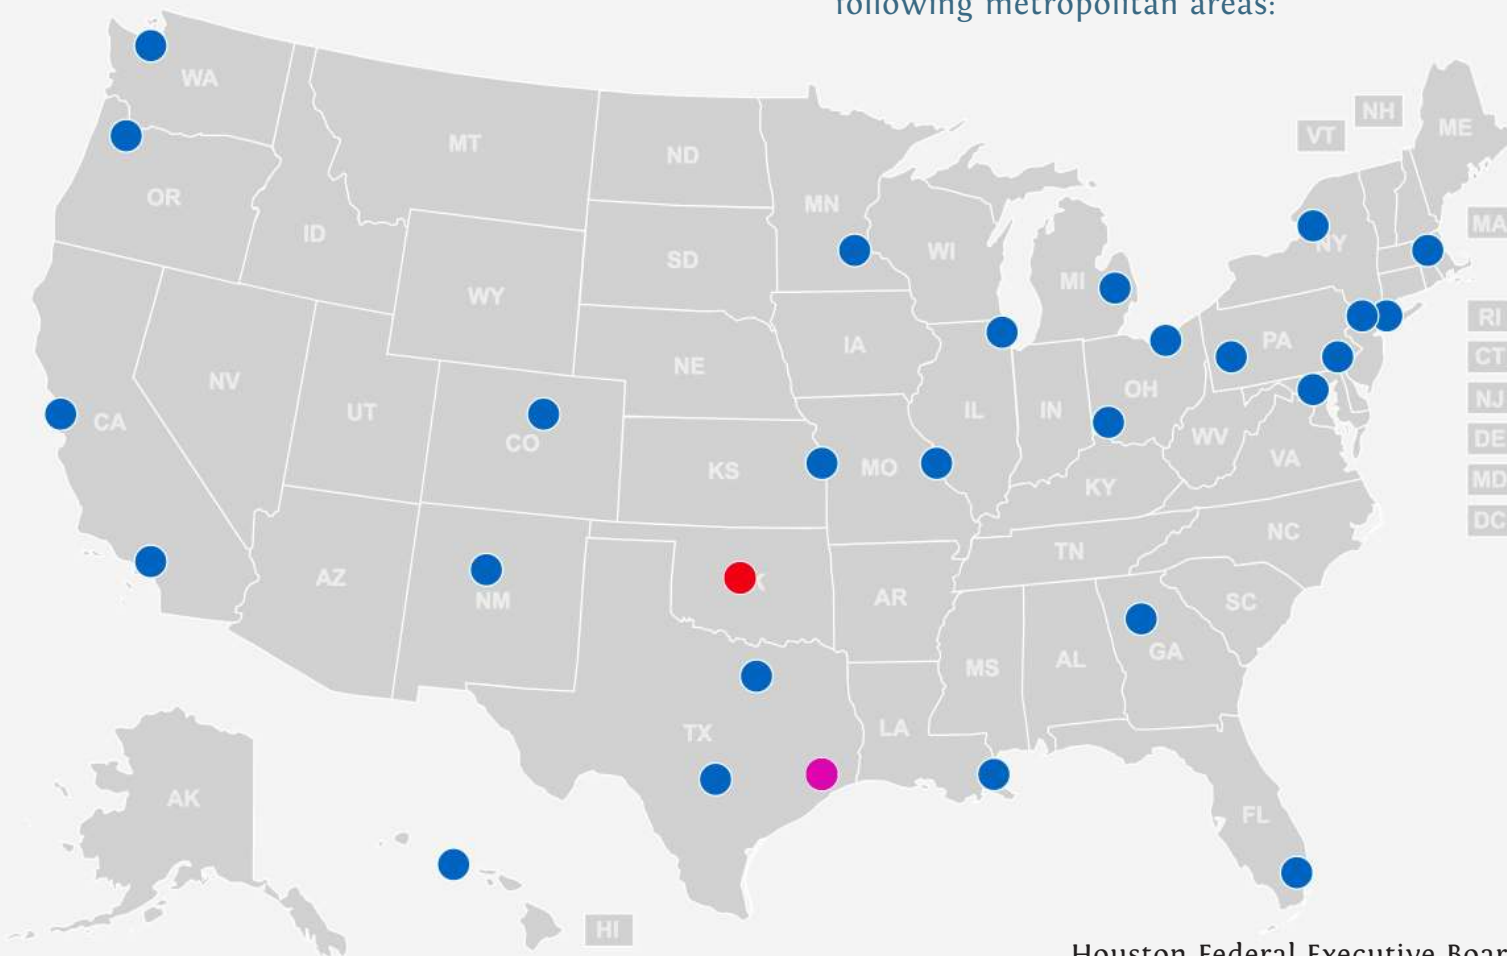 following metropolitan areas:
WA
MT
ND
MN
VT
NH
ME
OR
ID
SD
WI
MI
NY
MA
WY
NE
IA
PA
RI
CT
NV
UT
CO
CA
KS
MO
IL
IN
OH
WV
VA
NJ
DE
MD
DC
KY
NC
TN
AZ
NM
AR
SC
MS
AL
GA
TX
LA
AK
FL
HI
Houston Federal Executive Boar